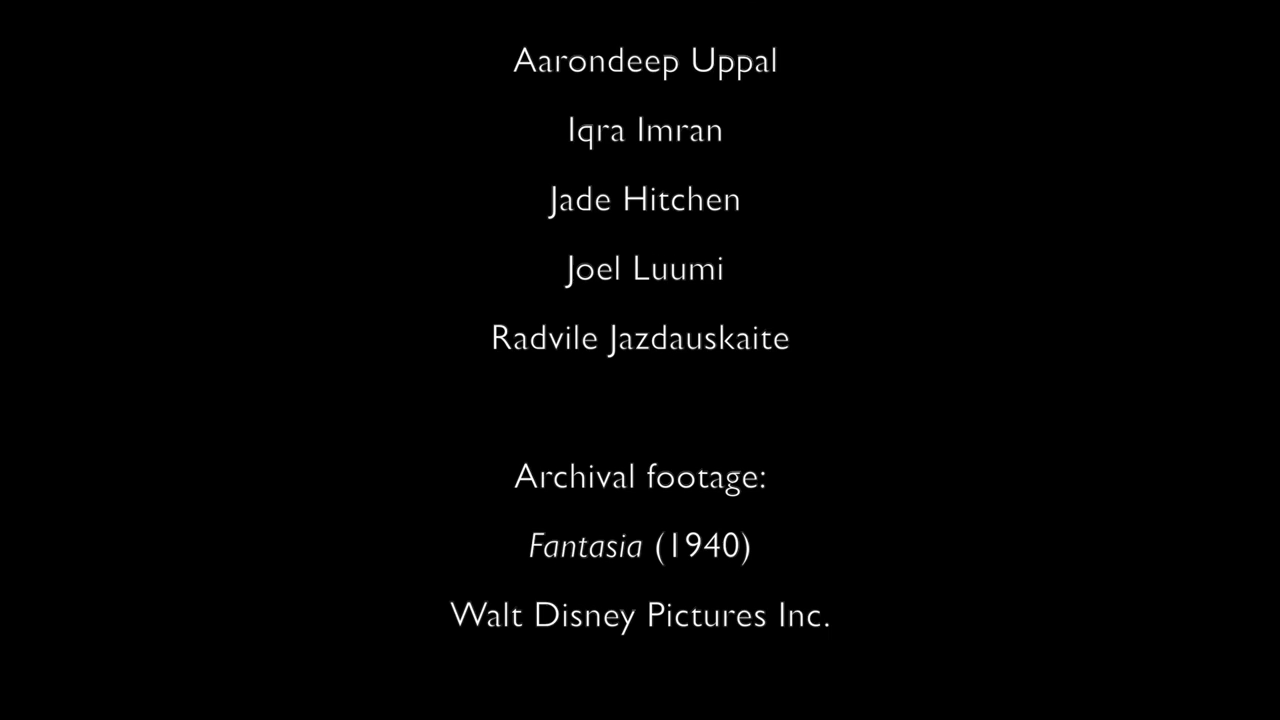 Aarondeep Uppal
Iqra Imran
Jade Hitchen
Joel Luumi
Radvile Jazdauskaite
Archival footage:
Fantasia (1940)
Walt Disney Pictures Inc.